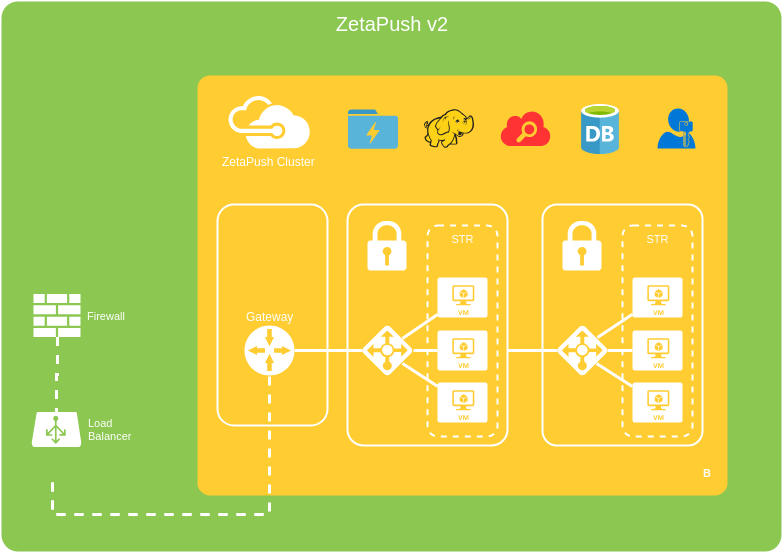 ZetaPush v2
ZetaPush Cluster
DB
STR
STR
VM
VM
Gateway
Firewall
VM
VM
VM
VM
Load
Balancer
B